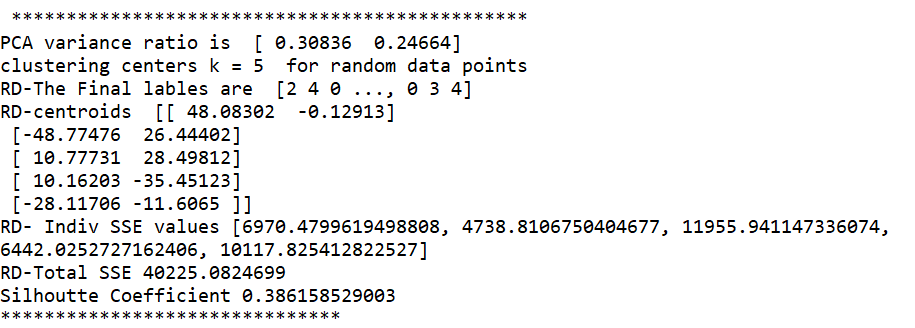 ***********************************************
PCA variance ratio is  [ 0.30836  0.24664]
clustering centers k = 5  for random data points
RD-The Final lables are  [2 4 0 ..., 0 3 4]
RD-centroids  [[ 48.08302  -0.12913]
 [-48.77476  26.44402]
 [ 10.77731  28.49812]
 [ 10.16203 -35.45123]
 [-28.11706 -11.6065 ]]
RD- Indiv SSE values [6970.4799619498808, 4738.8106750404677, 11955.941147336074,
6442.0252727162406, 10117.825412822527]
RD-Total SSE 40225.0824699
Silhoutte Coefficient 0.386158529003
*******************************